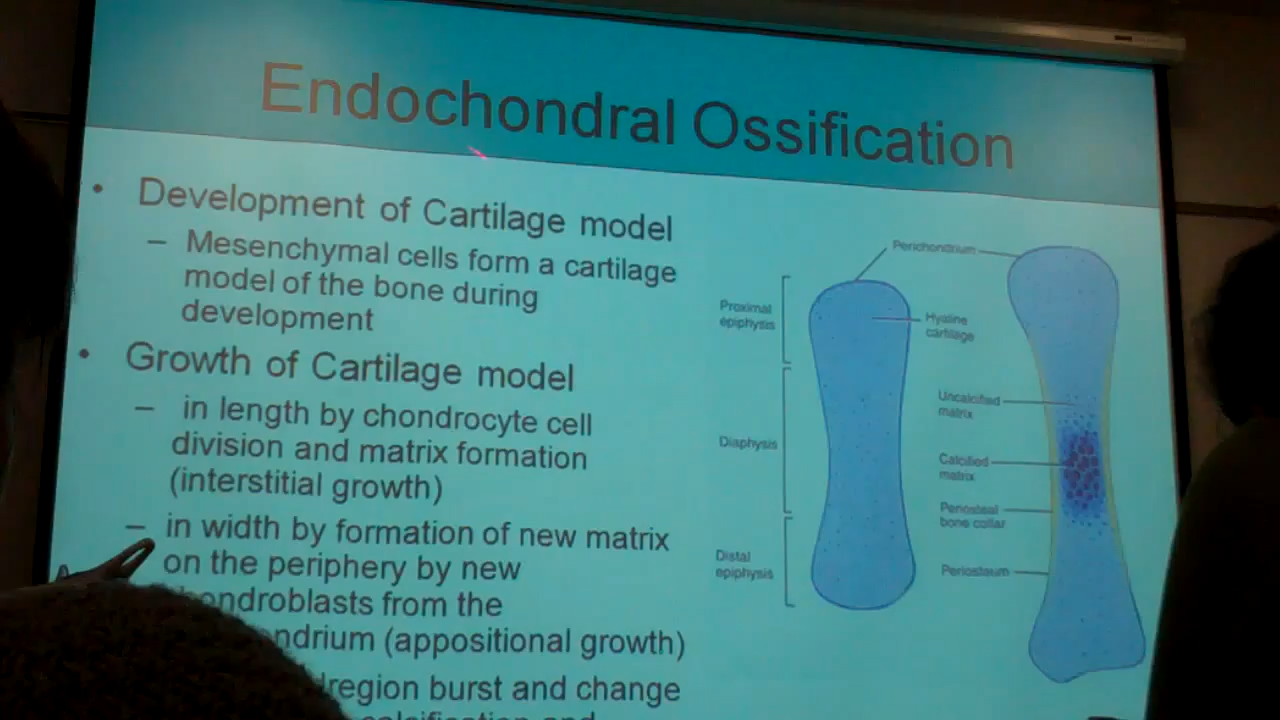 Endochondral Ossification
• Development of Cartilage model
– Mesenchymal cells form a cartilage
model of the bone during
development
• Growth of Cartilage model
– in length by chondrocyte cell
division and matrix formation
(interstitial growth)
– in width by formation of new matrix
on the periphery by new
hondroblasts from the
ndrium (appositional growth)
region burst and change
Perichondrium
Proximal
epiphysis
Hyaline
cartilage
Diaphysis
Distal
epiphysis
Uncalcified
matrix
Calcified
matrix
Periosteal
bone collar
Periosteum